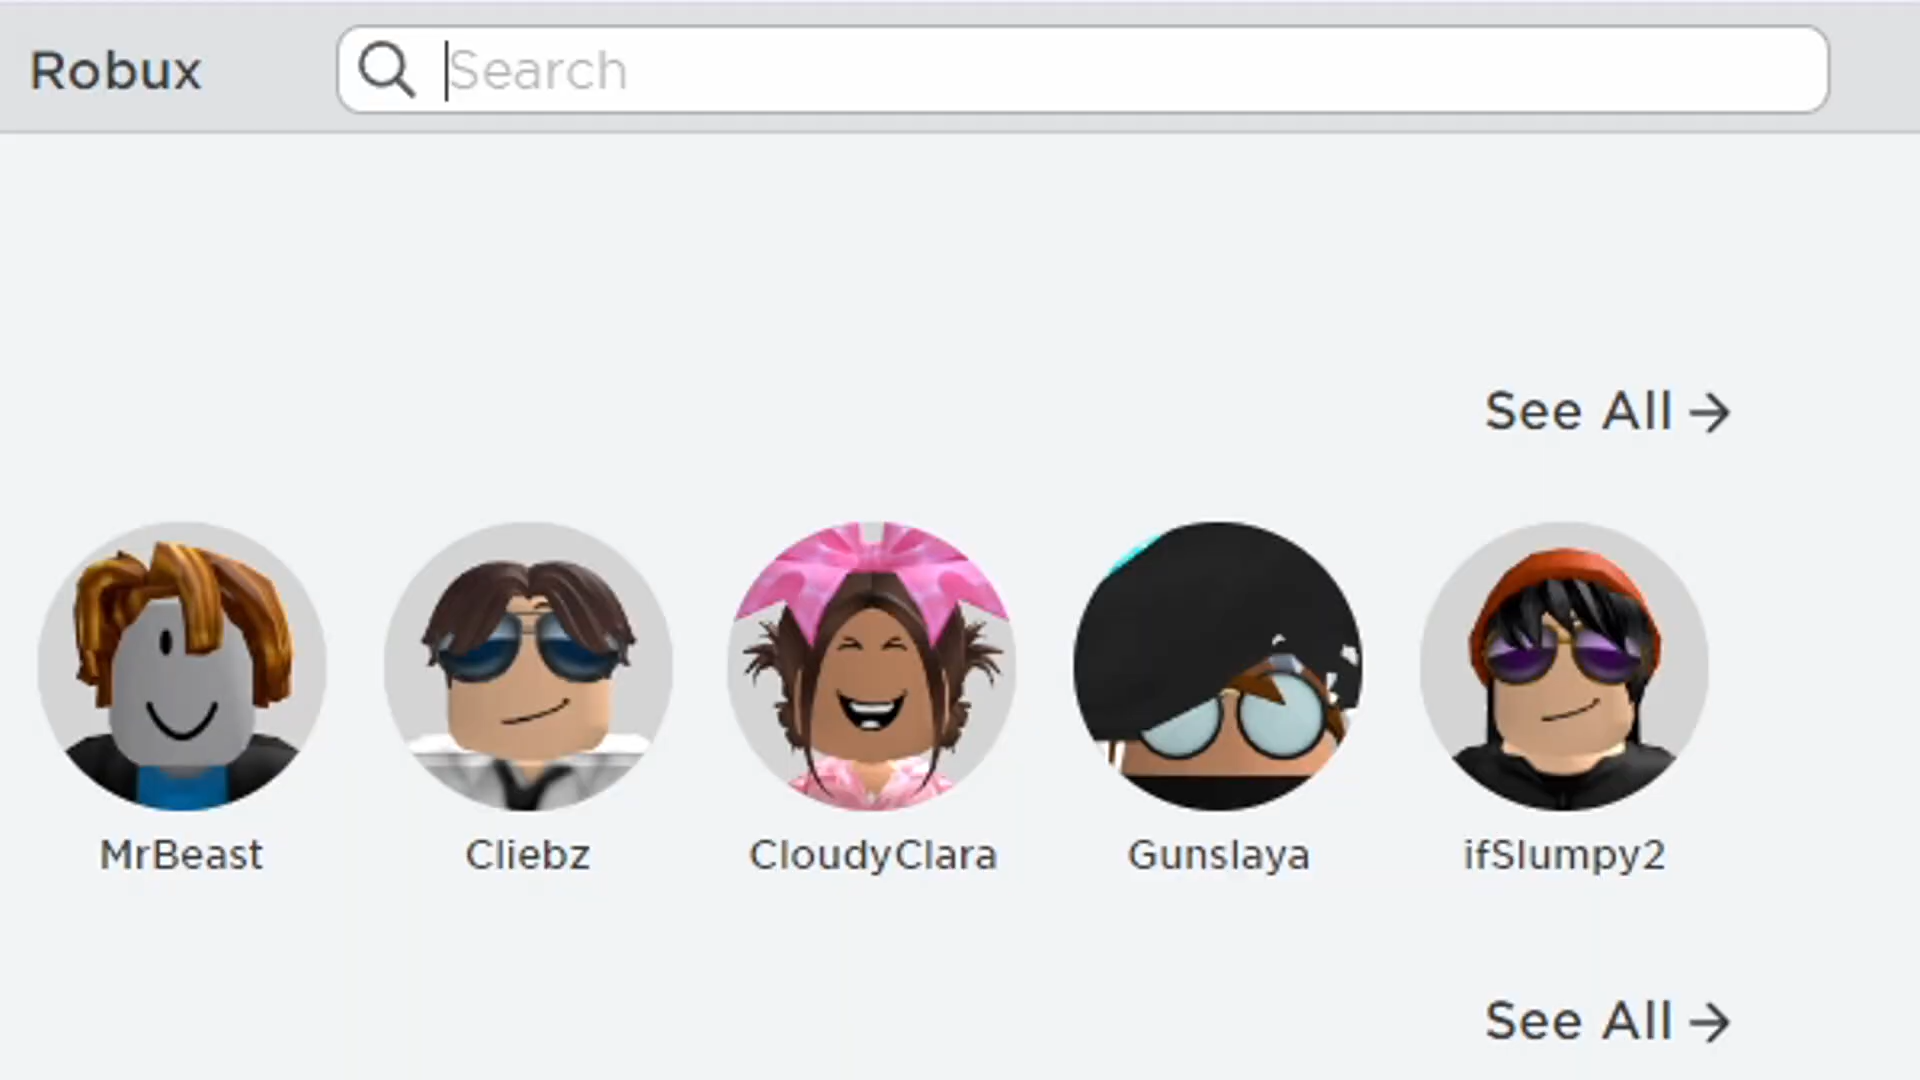 Robux
Search
See All →
MrBeast
Cliebz
CloudyClara
Gunslaya
ifSlumpy2
See All →